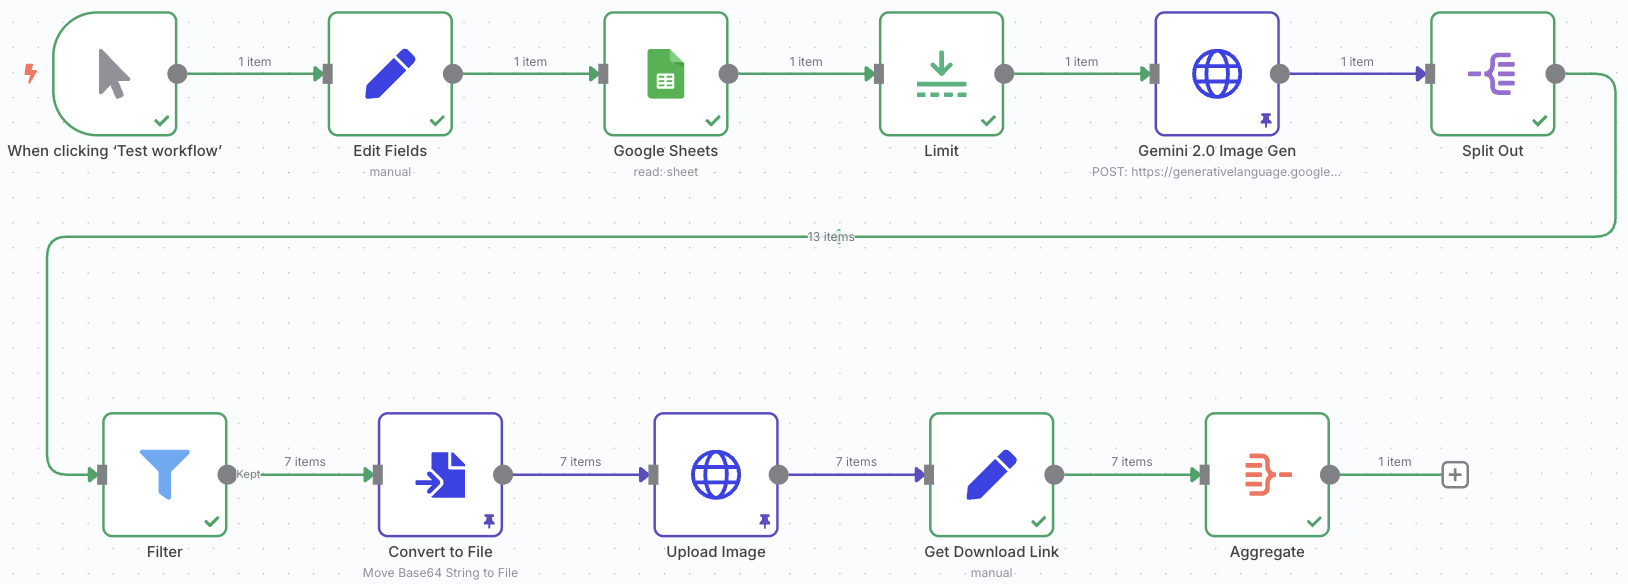 1 item
1 item
1 item
1 item
1 item
When clicking ‘Test workflow’
Edit Fields
manual
Google Sheets
read: sheet
Limit
Gemini 2.0 Image Gen
POST: https://generativelanguage.google...
Split Out
13 items
Kept
7 items
7 items
7 items
7 items
1 item
Filter
Convert to File
Move Base64 String to File
Upload Image
Get Download Link
manual
Aggregate